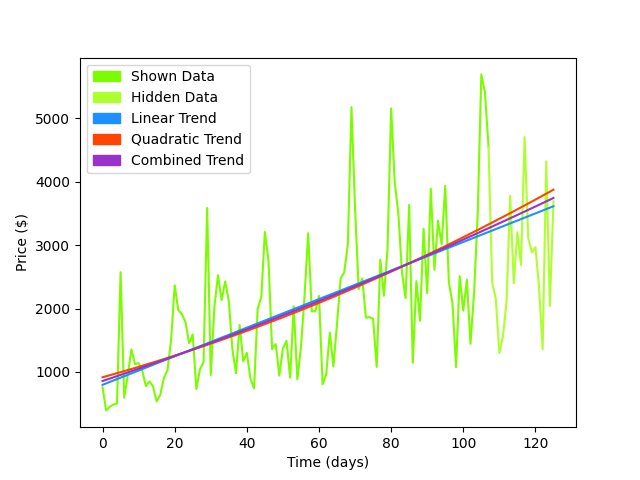 Shown Data
Hidden Data
Linear Trend
Quadratic Trend
Combined Trend
5000
4000
3000
2000
1000
Price ($)
0 20 40 60 80 100 120
Time (days)